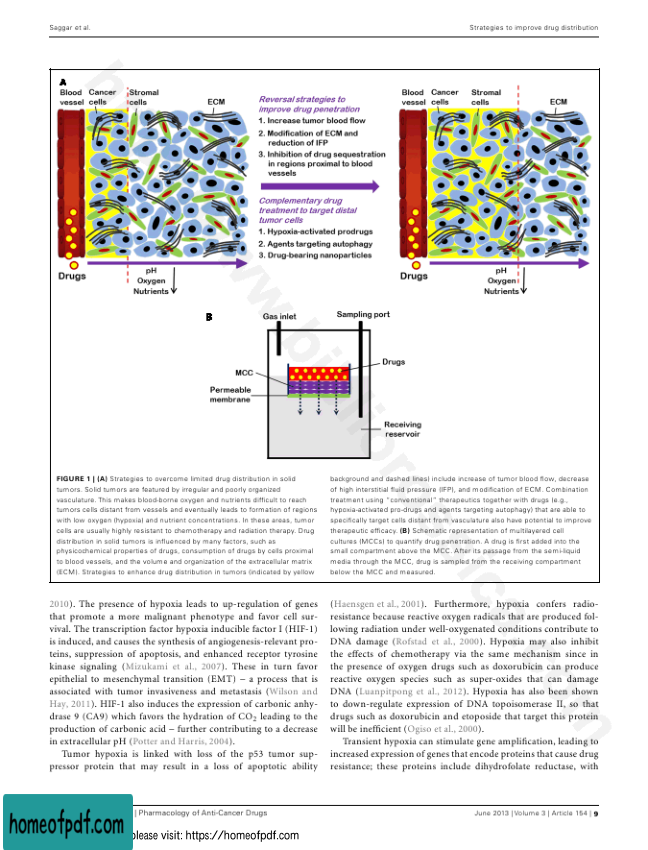 Saggar et al.
Strategies to improve drug distribution
A
Blood Cancer Stromal
vessel cells cells ECM
Reversal strategies to
improve drug penetration
1. Increase tumor blood flow
2. Modification of ECM and
reduction of IFP
3. Inhibition of drug sequestration
in regions proximal to blood
vessels
Complementary drug
treatment to target distal
tumor cells
1. Hypoxia-activated prodrugs
2. Agents targeting autophagy
3. Drug-bearing nanoparticles
Drugs
pH
Oxygen
Nutrients
Blood Cancer Stromal
vessel cells cells ECM
Drugs
pH
Oxygen
Nutrients
B
Gas inlet
Sampling port
Drugs
MCC
Permeable
membrane
Receiving
reservoir
FIGURE 1 | (A) Strategies to overcome limited drug distribution in solid
tumors. Solid tumors are featured by irregular and poorly organized
vasculature. This makes blood-borne oxygen and nutrients difficult to reach
tumors cells distant from vessels and eventually leads to formation of regions
with low oxygen (hypoxia) and nutrient concentrations. In these areas, tumor
cells are usually highly resistant to chemotherapy and radiation therapy. Drug
distribution in solid tumors is influenced by many factors, such as
physicochemical properties of drugs, consumption of drugs by cells proximal
to blood vessels, and the volume and organization of the extracellular matrix
(ECM). Strategies to enhance drug distribution in tumors (indicated by yellow
background and dashed lines) include increase of tumor blood flow, decrease
of high interstitial fluid pressure (IFP), and modification of ECM. Combination
treatment using “conventional” therapeutics together with drugs (e.g.,
hypoxia-activated pro-drugs and agents targeting autophagy) that are able to
specifically target cells distant from vasculature also have potential to improve
therapeutic efficacy. (B) Schematic representation of multilayered cell
cultures (MCCs) to quantify drug penetration. A drug is first added into the
small compartment above the MCC. After its passage from the semi-liquid
media through the MCC, drug is sampled from the receiving compartment
below the MCC and measured.
2010). The presence of hypoxia leads to up-regulation of genes
that promote a more malignant phenotype and favor cell sur-
vival. The transcription factor hypoxia inducible factor I (HIF-1)
is induced, and causes the synthesis of angiogenesis-relevant pro-
teins, suppression of apoptosis, and enhanced receptor tyrosine
kinase signaling (Mizukami et al., 2007). These in turn favor
epithelial to mesenchymal transition (EMT) – a process that is
associated with tumor invasiveness and metastasis (Wilson and
Hay, 2011). HIF-1 also induces the expression of carbonic anhy-
drase 9 (CA9) which favors the hydration of CO2 leading to the
production of carbonic acid – further contributing to a decrease
in extracellular pH (Potter and Harris, 2004).
Tumor hypoxia is linked with loss of the p53 tumor sup-
pressor protein that may result in a loss of apoptotic ability
(Haensgen et al., 2001). Furthermore, hypoxia confers radio-
resistance because reactive oxygen radicals that are produced fol-
lowing radiation under well-oxygenated conditions contribute to
DNA damage (Rofstad et al., 2000). Hypoxia may also inhibit
the effects of chemotherapy via the same mechanism since in
the presence of oxygen drugs such as doxorubicin can produce
reactive oxygen species such as super-oxides that can damage
DNA (Luanpitpong et al., 2012). Hypoxia has also been shown
to down-regulate expression of DNA topoisomerase II, so that
drugs such as doxorubicin and etoposide that target this protein
will be inefficient (Ogiso et al., 2000).
Transient hypoxia can stimulate gene amplification, leading to
increased expression of genes that encode proteins that cause drug
resistance; these proteins include dihydrofolate reductase, with
| Pharmacology of Anti-Cancer Drugs
June 2013 | Volume 3 | Article 154 | 9
homeofpdf.com
please visit: https://homeofpdf.com